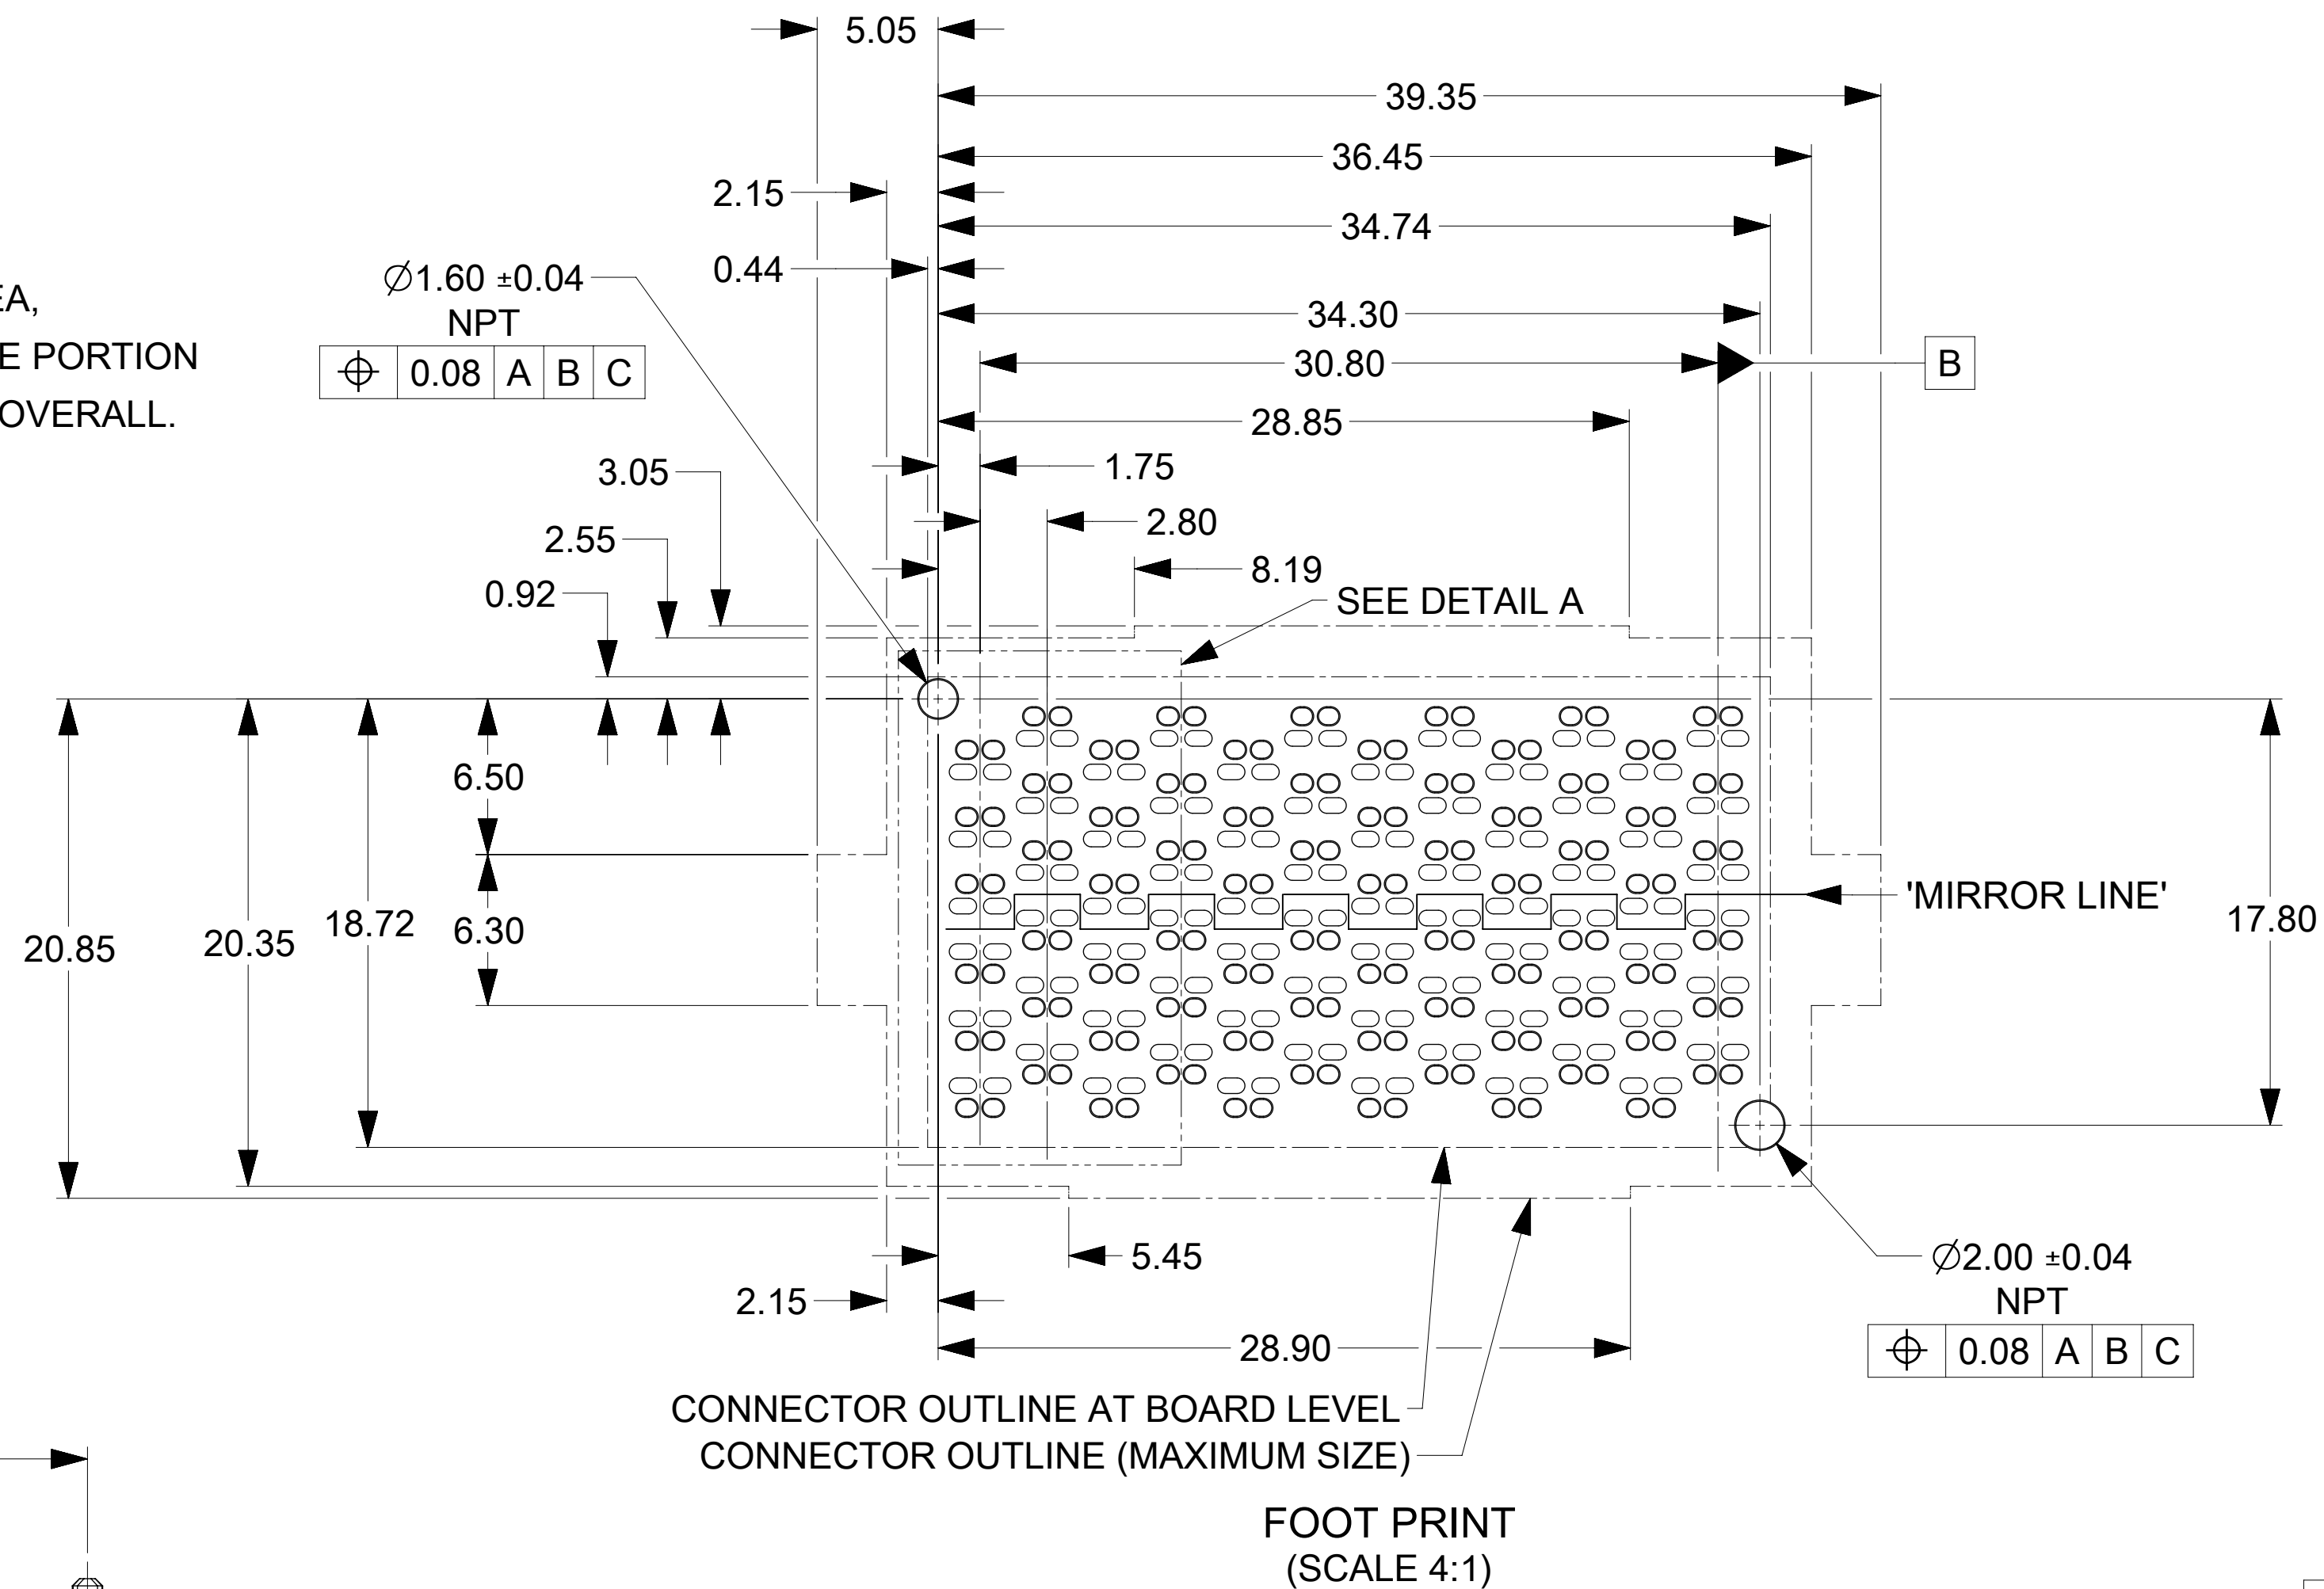 5.05
39.35
36.45
2.15
34.74
0.44
Ø1.60 ±0.04
NPT
0.08 A B C
EA,
E PORTION
OVERALL.
34.30
30.80
B
28.85
1.75
3.05
2.80
2.55
8.19
0.92
SEE DETAIL A
6.50
6.30
18.72
20.35
20.85
'MIRROR LINE'
17.80
5.45
2.15
28.90
Ø2.00 ±0.04
NPT
0.08 A B C
CONNECTOR OUTLINE AT BOARD LEVEL
CONNECTOR OUTLINE (MAXIMUM SIZE)
FOOT PRINT
(SCALE 4:1)